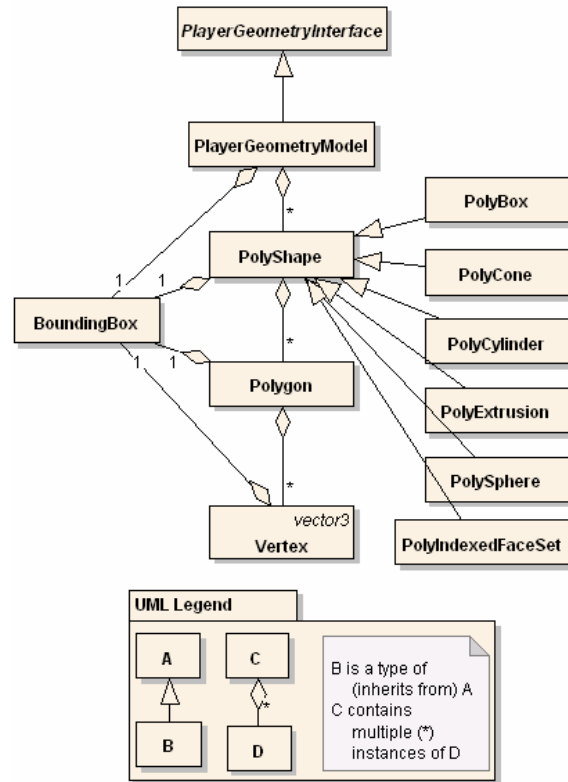 PlayerGeometryInterface
PlayerGeometryModel
*
PolyShape
PolyBox
PolyCone
PolyCylinder
PolyExtrusion
PolySphere
PolyIndexedFaceSet
1
1
BoundingBox
1
1
*
Polygon
*
vector3
Vertex
UML Legend
A
B
C
*
D
B is a type of
(inherits from) A
C contains
multiple (*)
instances of D